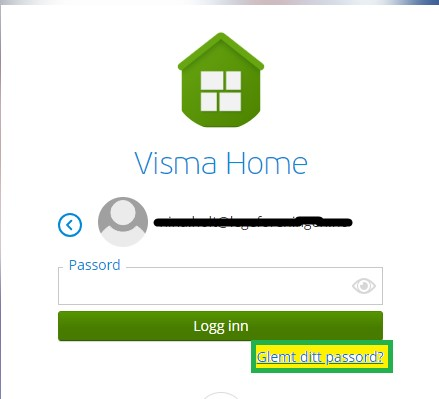 Visma Home
Passord
Logg inn
Glemt ditt passord?